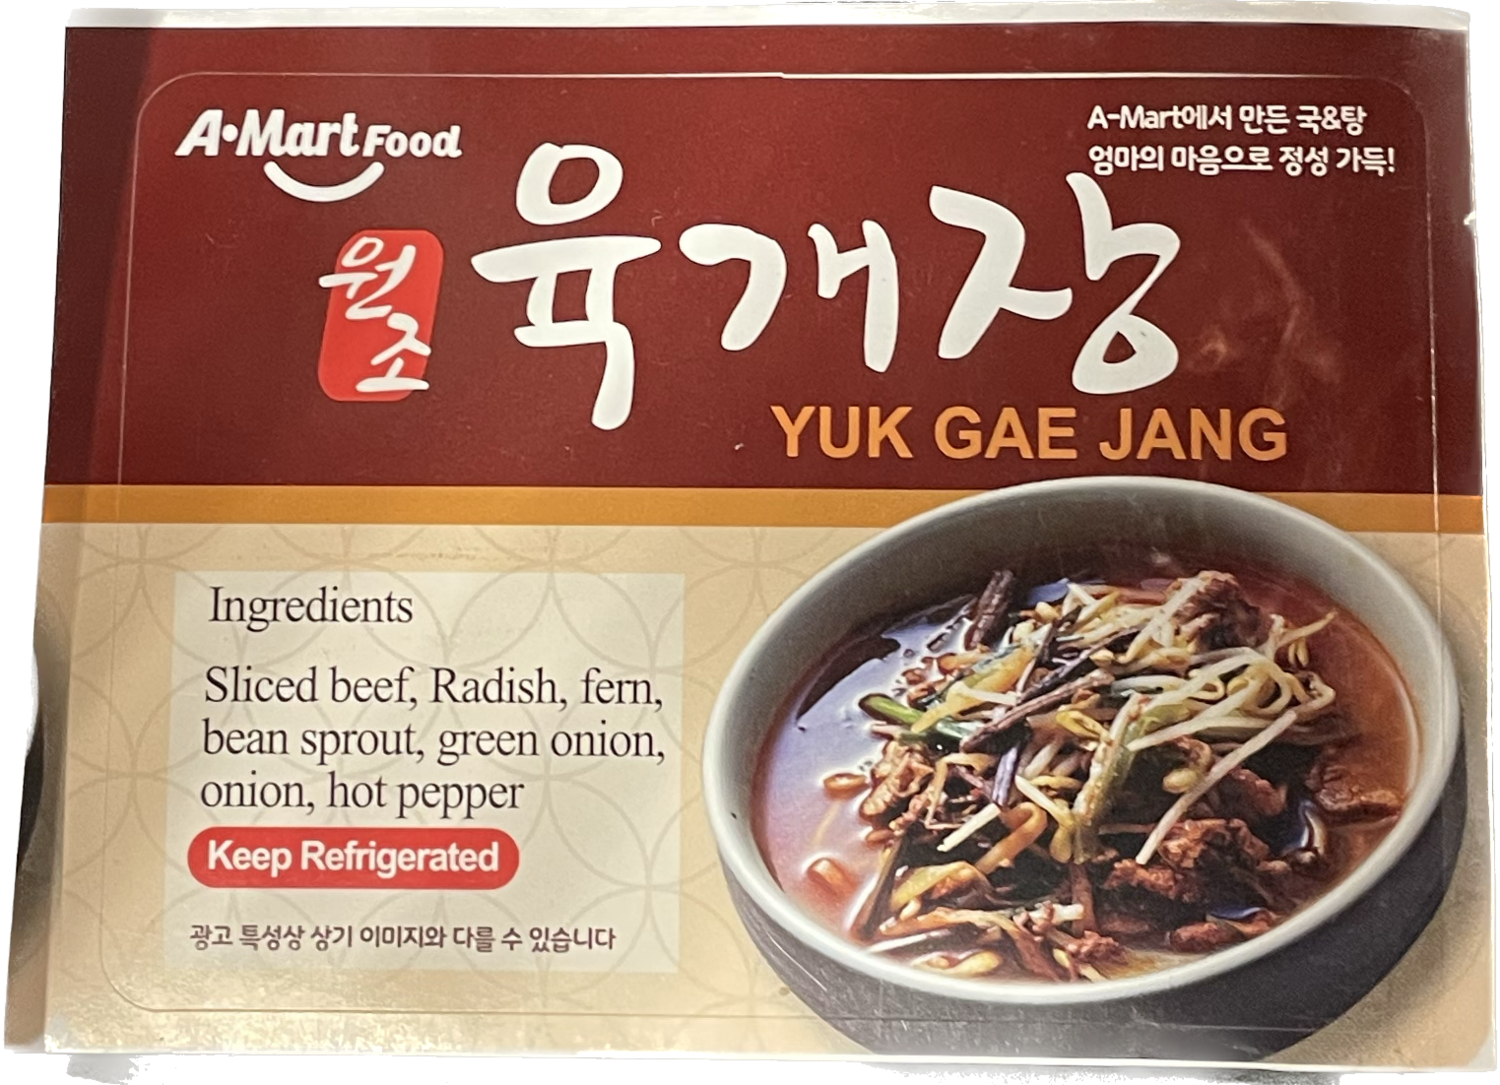 A·Mart Food
A-Mart에서 만든 국&탕
엄마의 마음으로 정성 가득!
원조
육개장
YUK GAE JANG
Ingredients
Sliced beef, Radish, fern,
bean sprout, green onion,
onion, hot pepper
Keep Refrigerated
광고 특성상 상기 이미지와 다를 수 있습니다